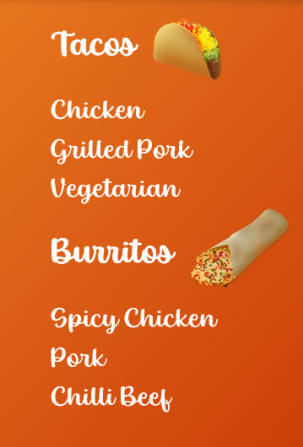 Tacos
Chicken
Grilled Pork
Vegetarian
Burritos
Spicy Chicken
Pork
Chilli Beef